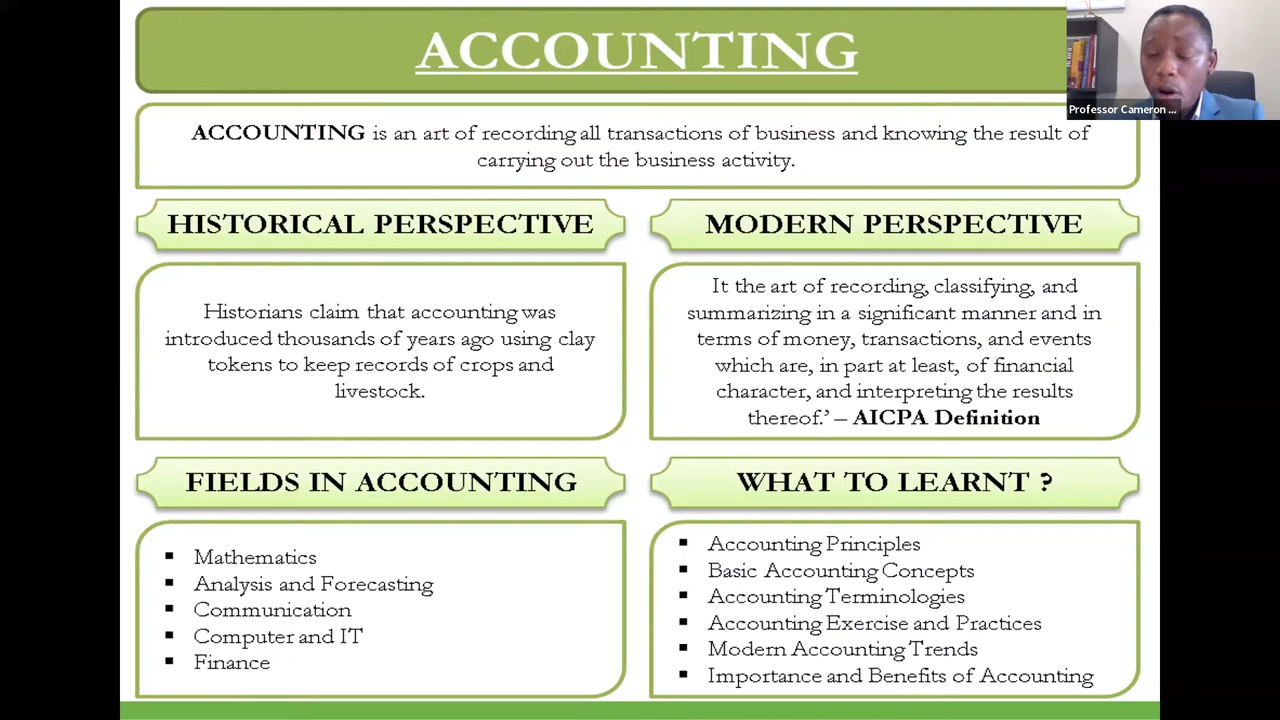 ACCOUNTING
Professor Cameron ...
ACCOUNTING is an art of recording all transactions of business and knowing the result of
carrying out the business activity.
HISTORICAL PERSPECTIVE
Historians claim that accounting was
introduced thousands of years ago using clay
tokens to keep records of crops and
livestock.
MODERN PERSPECTIVE
It the art of recording, classifying, and
summarizing in a significant manner and in
terms of money, transactions, and events
which are, in part at least, of financial
character, and interpreting the results
thereof.’ – AICPA Definition
FIELDS IN ACCOUNTING
▪ Mathematics
▪ Analysis and Forecasting
▪ Communication
▪ Computer and IT
▪ Finance
WHAT TO LEARNT ?
▪ Accounting Principles
▪ Basic Accounting Concepts
▪ Accounting Terminologies
▪ Accounting Exercise and Practices
▪ Modern Accounting Trends
▪ Importance and Benefits of Accounting